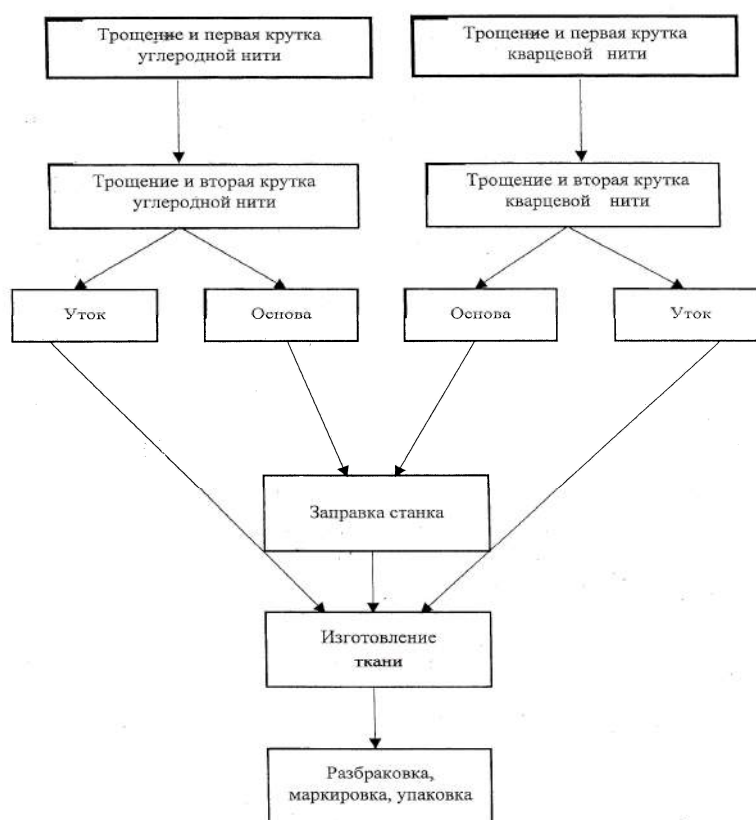 Трощение и первая крутка
углеродной нити
Трощение и первая крутка
кварцевой нити
Трощение и вторая крутка
углеродной нити
Трощение и вторая крутка
кварцевой нити
Уток
Основа
Основа
Уток
Заправка станка
Изготовление
ткани
Разбраковка,
маркировка, упаковка